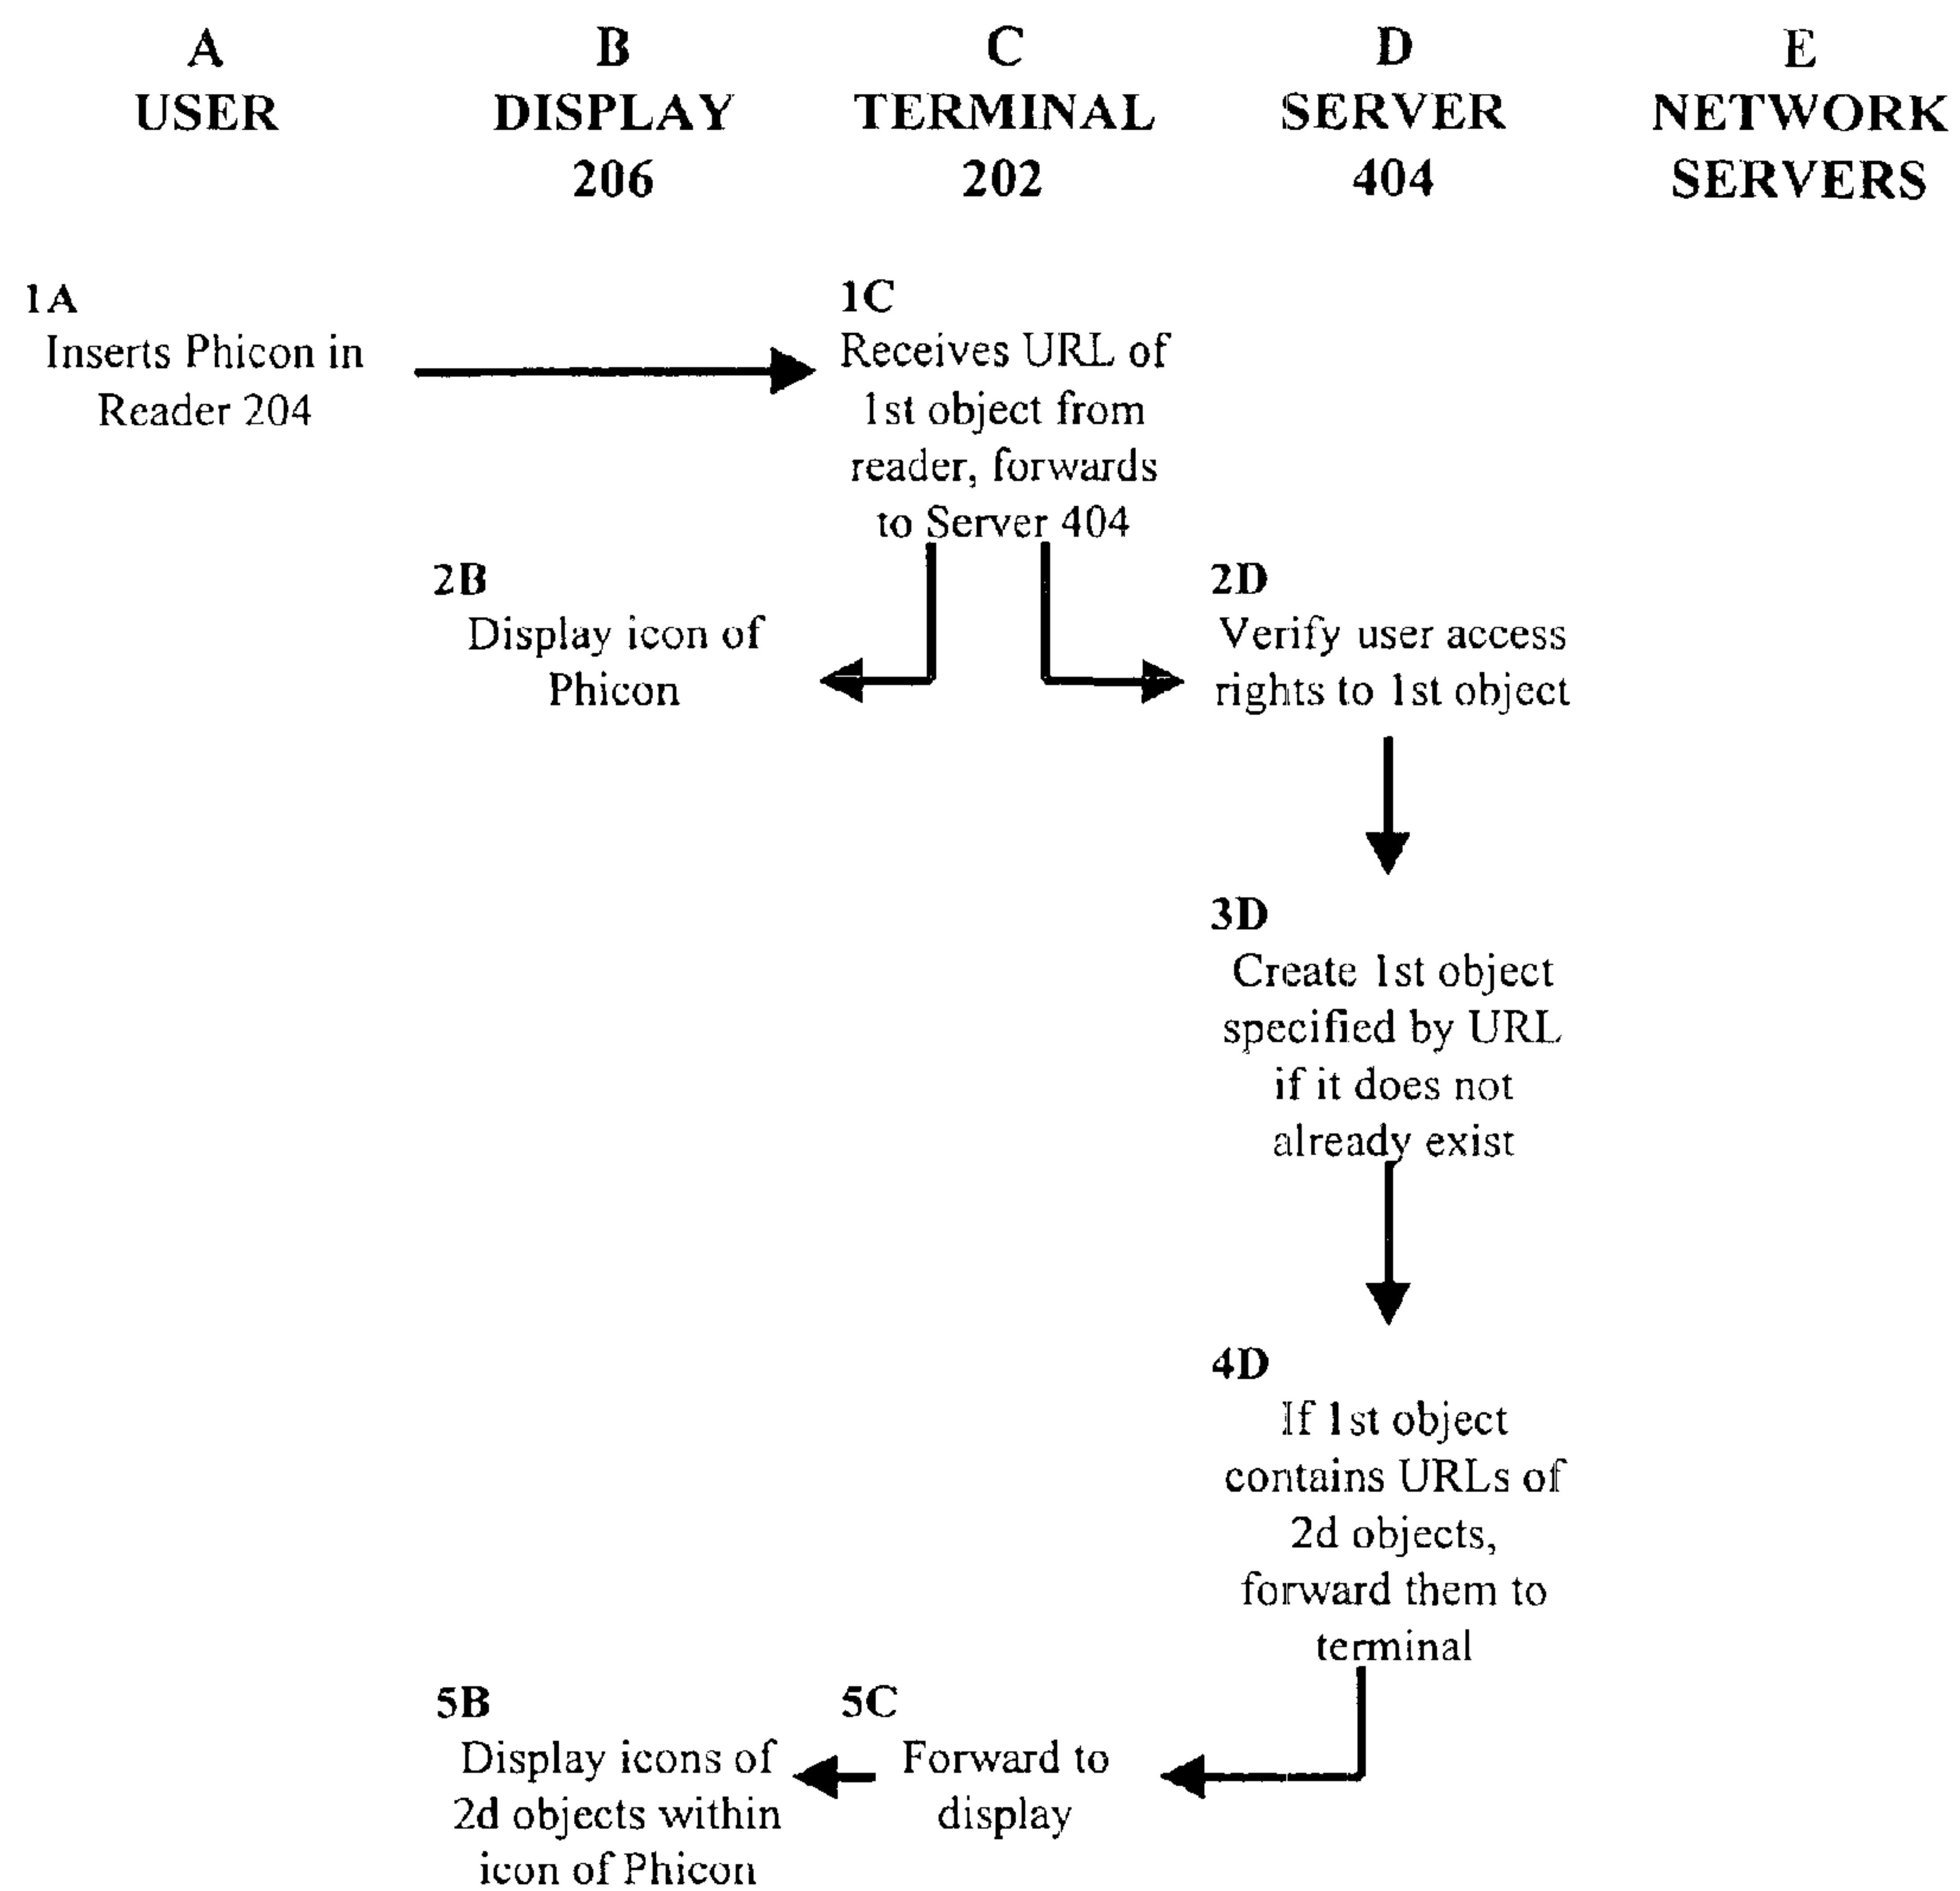 A
USER
B
DISPLAY
206
C
TERMINAL
202
D
SERVER
404
E
NETWORK
SERVERS
1A
Inserts Phicon in
Reader 204
1C
Receives URL of
1st object from
reader, forwards
to Server 404
2B
Display icon of
Phicon
2D
Verify user access
rights to 1st object
3D
Create 1st object
specified by URL
if it does not
already exist
4D
If 1st object
contains URLs of
2d objects,
forward them to
terminal
5B
Display icons of
2d objects within
icon of Phicon
5C
Forward to
display